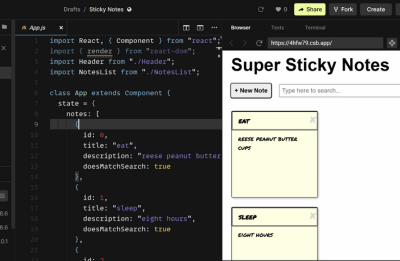 Drafts / Sticky Notes
0
Share
Fork
Create
App.js
Browser
Tests
Terminal
https://4hfw79.csb.app/
1 import React, { Component } from "react";
2 import { render } from "react-dom";
3 import Header from "./Header";
4 import NotesList from "./NotesList";
5
6 class App extends Component {
7 state = {
8 notes: [
9 {
10 id: 0,
11 title: "eat",
12 description: "reese peanut butter
13 doesMatchSearch: true
14 },
15 {
16 id: 1,
17 title: "sleep",
18 description: "eight hours",
19 doesMatchSearch: true
20 },
21 {
Super Sticky Notes
+ New Note
Type here to search...
EAT
REESE PEANUT BUTTER
CUPS
SLEEP
EIGHT HOURS